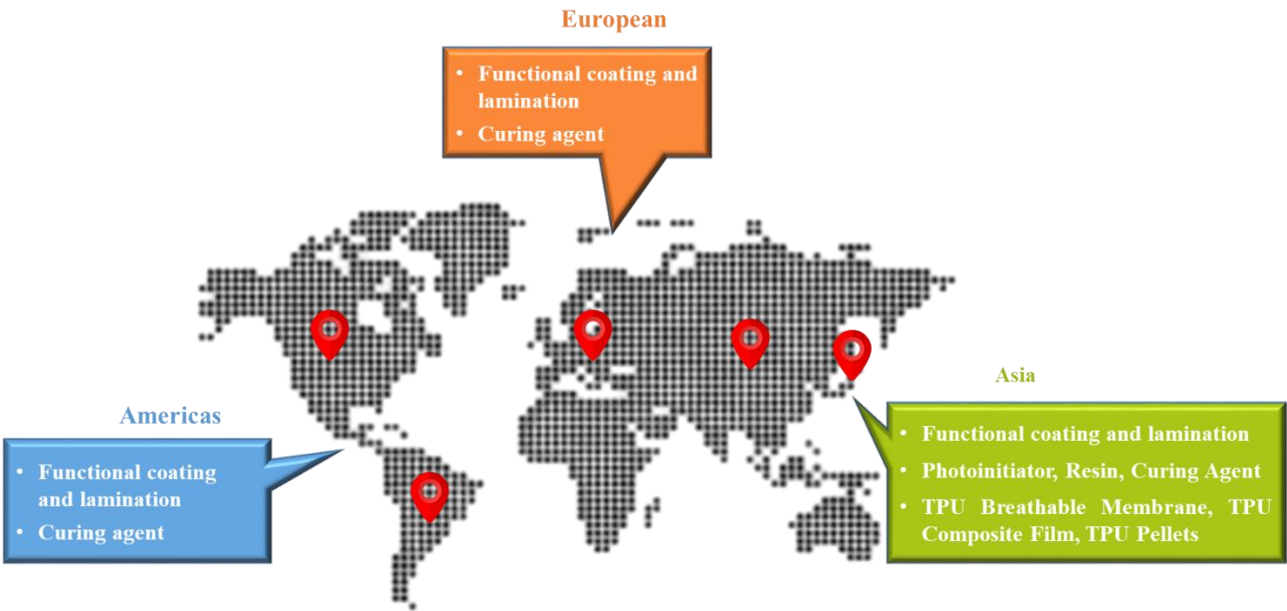 European
• Functional coating and
lamination
• Curing agent
Americas
• Functional coating
and lamination
• Curing agent
Asia
• Functional coating and lamination
• Photoinitiator, Resin, Curing Agent
• TPU Breathable Membrane, TPU
Composite Film, TPU Pellets